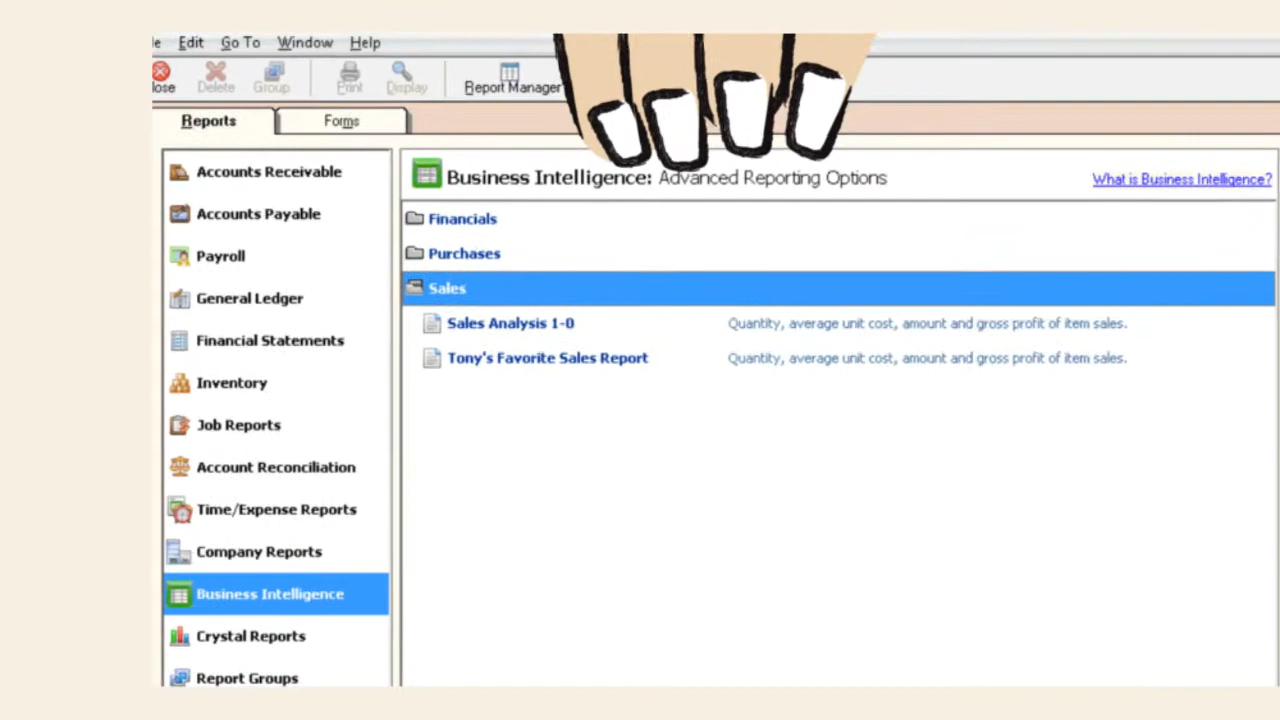 le Edit Go To Window Help
lose Delete Group Print Display Report Manager
Reports Forms
Business Intelligence: Advanced Reporting Options What is Business Intelligence?
Accounts Receivable
Accounts Payable
Payroll
General Ledger
Financial Statements
Inventory
Job Reports
Account Reconciliation
Time/Expense Reports
Company Reports
Business Intelligence
Crystal Reports
Report Groups
Financials
Purchases
Sales
Sales Analysis 1-0 Quantity, average unit cost, amount and gross profit of item sales.
Tony's Favorite Sales Report Quantity, average unit cost, amount and gross profit of item sales.